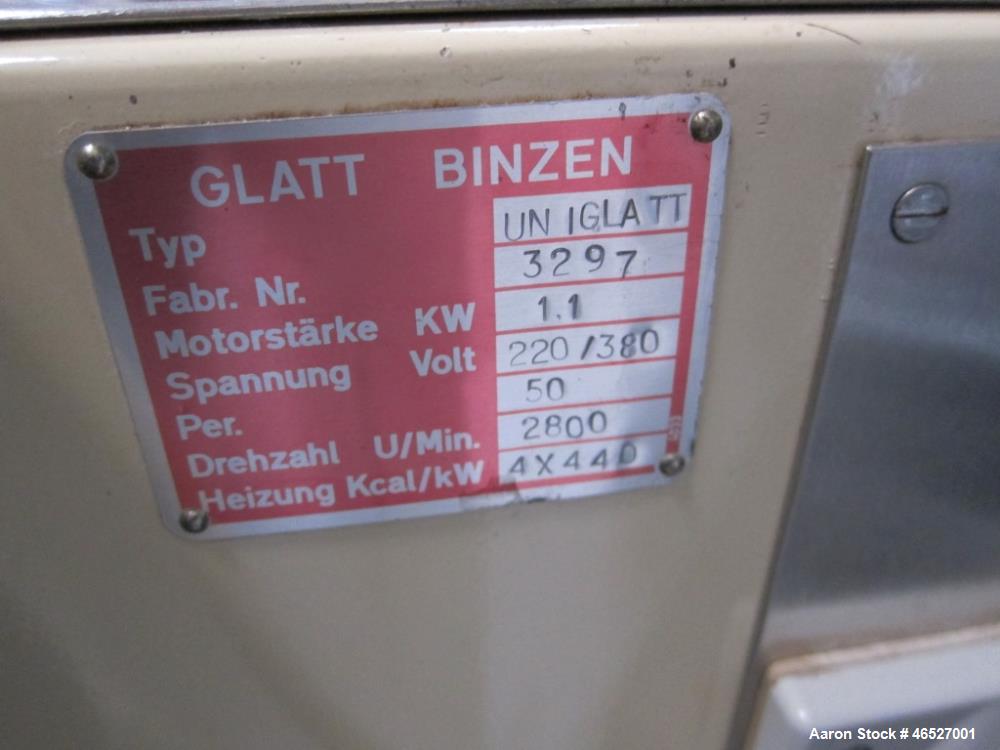 GLATT BINZEN
Typ UNIGLATT
Fabr. Nr. 3297
Motorstärke KW 1.1
Spannung Volt 220/380
Per. 50
Drehzahl U/Min. 2800
Heizung Kcal/kW 4X440
Aaron Stock # 46527001